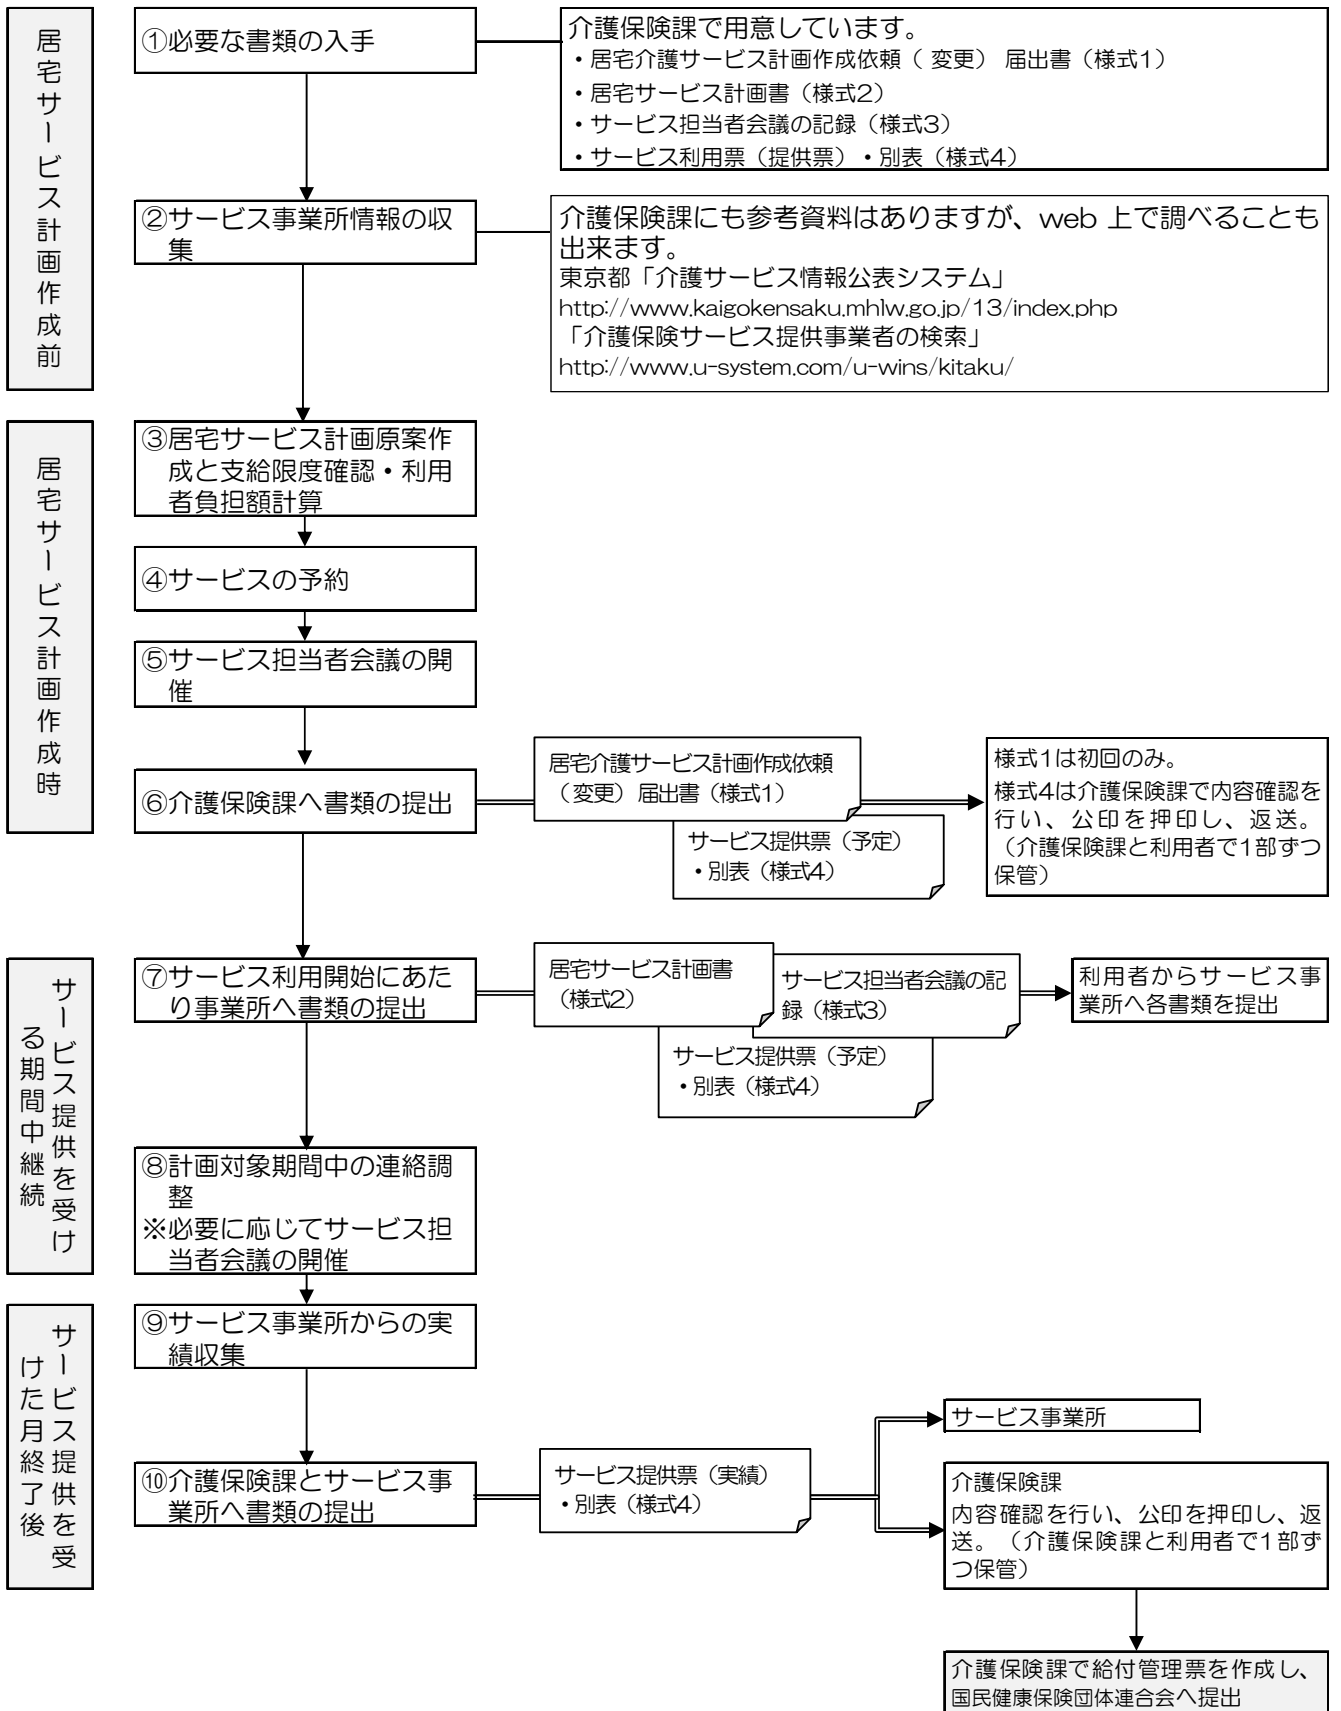 居宅サービス計画作成前
①必要な書類の入手
介護保険課で用意しています。
・居宅介護サービス計画作成依頼（変更）届出書（様式1）
・居宅サービス計画書（様式2）
・サービス担当者会議の記録（様式3）
・サービス利用票（提供票）・別表（様式4）
②サービス事業所情報の収
集
介護保険課にも参考資料はありますが、web 上で調べることも
出来ます。
東京都「介護サービス情報公表システム」
http://www.kaigokensaku.mhlw.go.jp/13/index.php
「介護保険サービス提供事業者の検索」
http://www.u-system.com/u-wins/kitaku/
居宅サービス計画作成時
③居宅サービス計画原案作
成と支給限度確認・利用
者負担額計算
④サービスの予約
⑤サービス担当者会議の開
催
⑥介護保険課へ書類の提出
居宅介護サービス計画作成依頼
（変更）届出書（様式1）
サービス提供票（予定）
・別表（様式4）
様式1は初回のみ。
様式4は介護保険課で内容確認を
行い、公印を押印し、返送。
（介護保険課と利用者で1部ずつ
保管）
サービス提供を受け
る期間中継続
⑦サービス利用開始にあた
り事業所へ書類の提出
居宅サービス計画書
（様式2）
サービス担当者会議の記
録（様式3）
サービス提供票（予定）
・別表（様式4）
利用者からサービス事
業所へ各書類を提出
⑧計画対象期間中の連絡調
整
※必要に応じてサービス担
当者会議の開催
サービス提供を受
けた月終了後
⑨サービス事業所からの実
績収集
⑩介護保険課とサービス事
業所へ書類の提出
サービス提供票（実績）
・別表（様式4）
サービス事業所
介護保険課
内容確認を行い、公印を押印し、返
送。（介護保険課と利用者で1部ず
つ保管）
介護保険課で給付管理票を作成し、
国民健康保険団体連合会へ提出